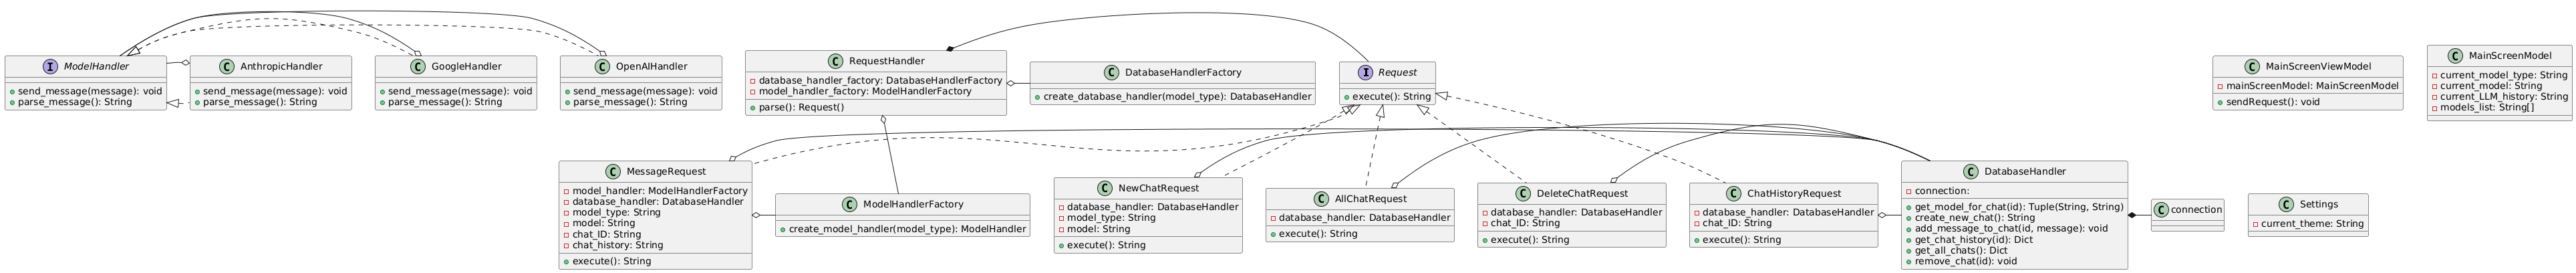 I ModelHandler
+send_message(message): void
+parse_message(): String
C AnthropicHandler
+send_message(message): void
+parse_message(): String
C GoogleHandler
+send_message(message): void
+parse_message(): String
C OpenAIHandler
+send_message(message): void
+parse_message(): String
C RequestHandler
database_handler_factory: DatabaseHandlerFactory
model_handler_factory: ModelHandlerFactory
parse(): Request()
C DatabaseHandlerFactory
create_database_handler(model_type): DatabaseHandler
I Request
execute(): String
C MainScreenViewModel
mainScreenModel: MainScreenModel
sendRequest(): void
C MainScreenModel
current_model_type: String
current_model: String
current_LLM_history: String
models_list: String[]
C MessageRequest
model_handler: ModelHandlerFactory
database_handler: DatabaseHandler
model_type: String
model: String
chat_ID: String
chat_history: String
execute(): String
C ModelHandlerFactory
create_model_handler(model_type): ModelHandler
C NewChatRequest
database_handler: DatabaseHandler
model_type: String
model: String
execute(): String
C AllChatRequest
database_handler: DatabaseHandler
execute(): String
C DeleteChatRequest
database_handler: DatabaseHandler
chat_ID: String
execute(): String
C ChatHistoryRequest
database_handler: DatabaseHandler
chat_ID: String
execute(): String
C DatabaseHandler
connection:
get_model_for_chat(id): Tuple(String, String)
create_new_chat(): String
add_message_to_chat(id, message): void
get_chat_history(id): Dict
get_all_chats(): Dict
remove_chat(id): void
C connection
C Settings
current_theme: String